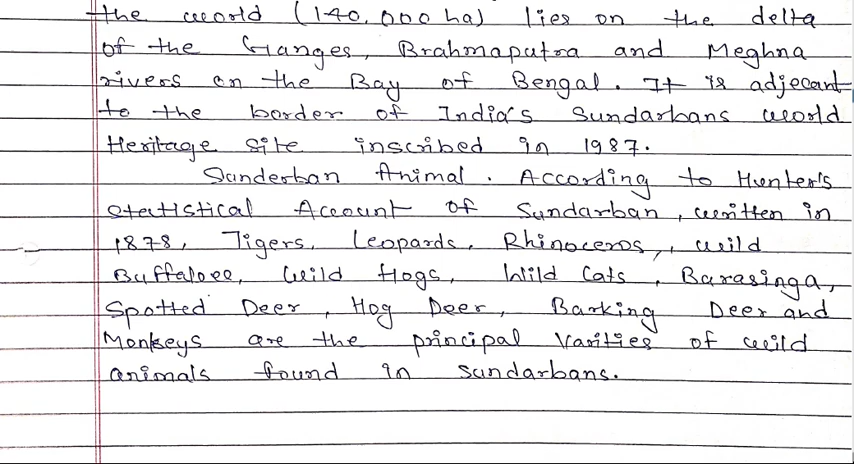 the world (140,000 ha) lies on the delta
of the Ganges, Brahmaputra and Meghna
rivers on the Bay of Bengal. It is adjecant
to the border of India's Sundarbans world
Heritage site inscribed in 1987.
Sunderban Animal. According to Hunter's
Statistical Account of Sundarban, written in
1878, Tigers, Leopards, Rhinoceros, wild
Buffaloee, Wild Hogs, Wild Cats, Barasinga,
Spotted Deer, Hog Deer, Barking Deer and
Monkeys are the principal Varities of wild
animals found in sundarbans.